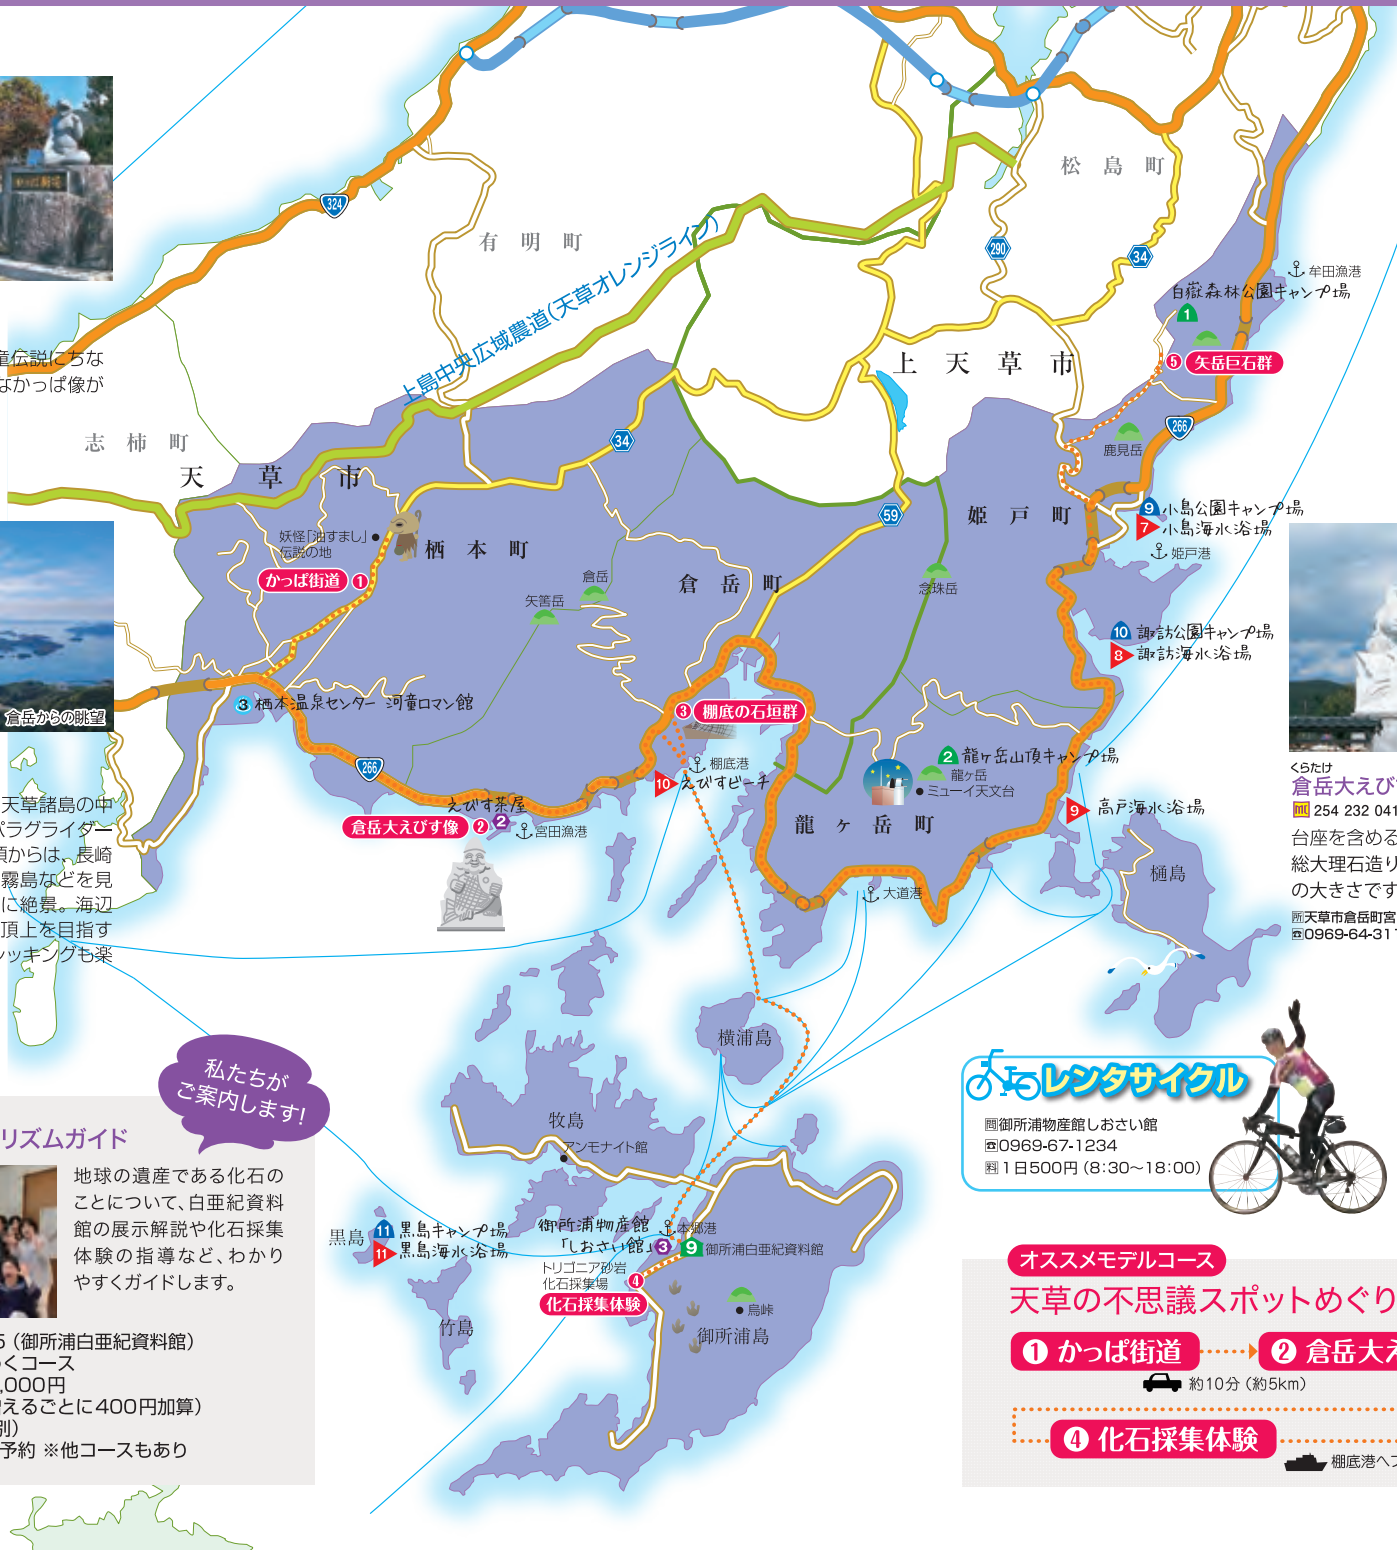 かっぱ街道
324
有明町
松島町
290
34
牟田漁港
白嶽森林公園キャンプ場
1
5 矢岳巨石群
上島中央広域農道(天草オレンジライン)
上天草市
童伝説にちな
なかっぱ像が
志柿町
天草市
34
266
鹿見岳
59
姫戸町
9 小島公園キャンプ場
7 小島海水浴場
姫戸港
妖怪「油すまし」
伝説の地
かっぱ街道 1
栖本町
倉岳
矢筈岳
倉岳町
念珠岳
10 諏訪公園キャンプ場
8 諏訪海水浴場
倉岳からの眺望
3 栖本温泉センター 河童ロマン館
3 棚底の石垣群
266
棚底港
10 えびすビーチ
2 龍ヶ岳山頂キャンプ場
龍ヶ岳
ミューイ天文台
えびす茶屋
倉岳大えびす像 2
2
宮田漁港
龍ヶ岳町
9 高戸海水浴場
大道港
樋島
くらたけ
倉岳大えびす
MC 254 232 041
台座を含める
総大理石造り
の大きさです
所天草市倉岳町宮
☎0969-64-311
天草諸島の中
パラグライダー
頂からは、長崎
霧島などを見
に絶景。海辺
頂上を目指す
レッキングも楽
横浦島
私たちが
ご案内します!
リズムガイド
地球の遺産である化石の
ことについて、白亜紀資料
館の展示解説や化石採集
体験の指導など、わかり
やすくガイドします。
牧島
アンモナイト館
黒島
11 黒島キャンプ場
11 黒島海水浴場
御所浦物産館
「しおさい館」3
本郷港
9 御所浦白亜紀資料館
トリゴニア砂岩
化石採集場
4
化石採集体験
烏峠
竹島
御所浦島
レンタサイクル
問御所浦物産館しおさい館
☎0969-67-1234
料1日500円(8:30〜18:00)
5(御所浦白亜紀資料館)
くコース
,000円
増えるごとに400円加算)
別)
予約 ※他コースもあり
オススメモデルコース
天草の不思議スポットめぐり
1 かっぱ街道
2 倉岳大え
約10分(約5km)
4 化石採集体験
棚底港へフ